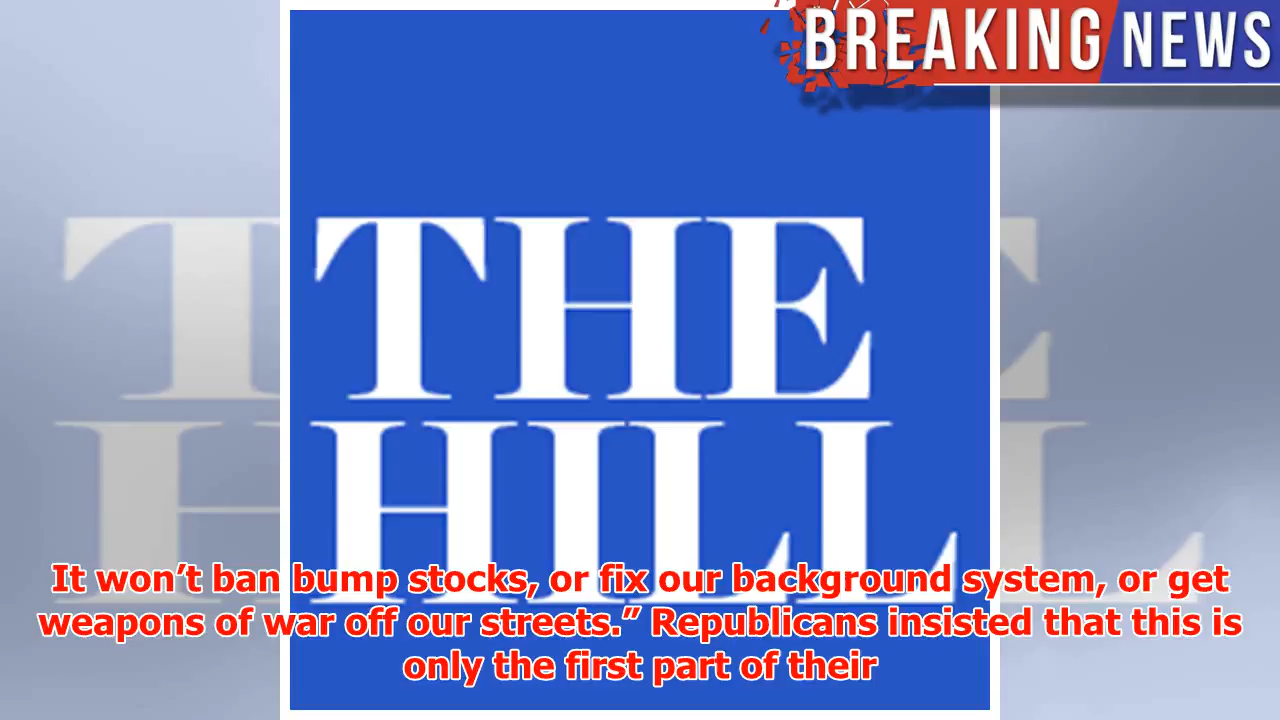 BREAKING NEWS
THE
HILL
It won’t ban bump stocks, or fix our background system, or get
weapons of war off our streets.” Republicans insisted that this is
only the first part of their